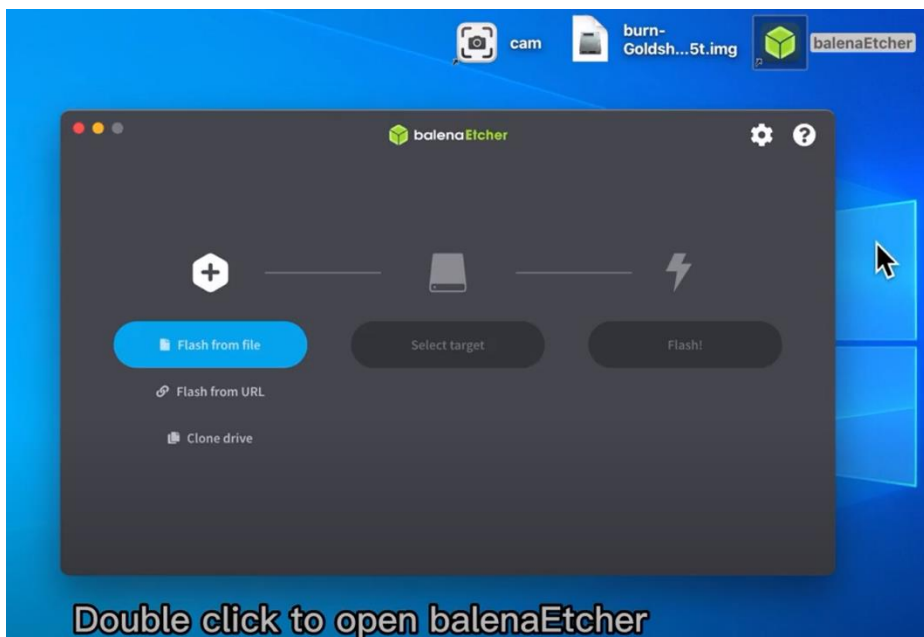 cam
burn-
Goldsh...5t.img
balenaEtcher
balenaEtcher
Flash from file
Select target
Flash!
Flash from URL
Clone drive
Double click to open balenaEtcher